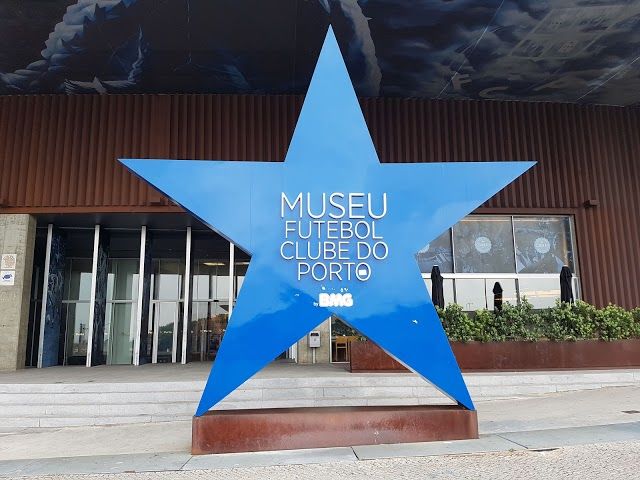 MUSEU
FUTEBOL
CLUBE DO
PORTO
by BMG